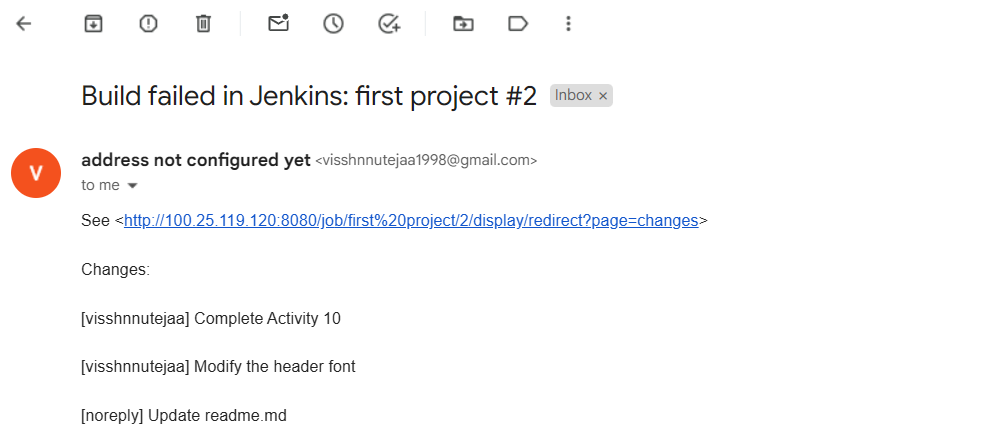 Build failed in Jenkins: first project #2 Inbox ×
V address not configured yet <visshnnutejaa1998@gmail.com>
to me
See <http://100.25.119.120:8080/job/first%20project/2/display/redirect?page=changes>
Changes:
[visshnnutejaa] Complete Activity 10
[visshnnutejaa] Modify the header font
[noreply] Update readme.md